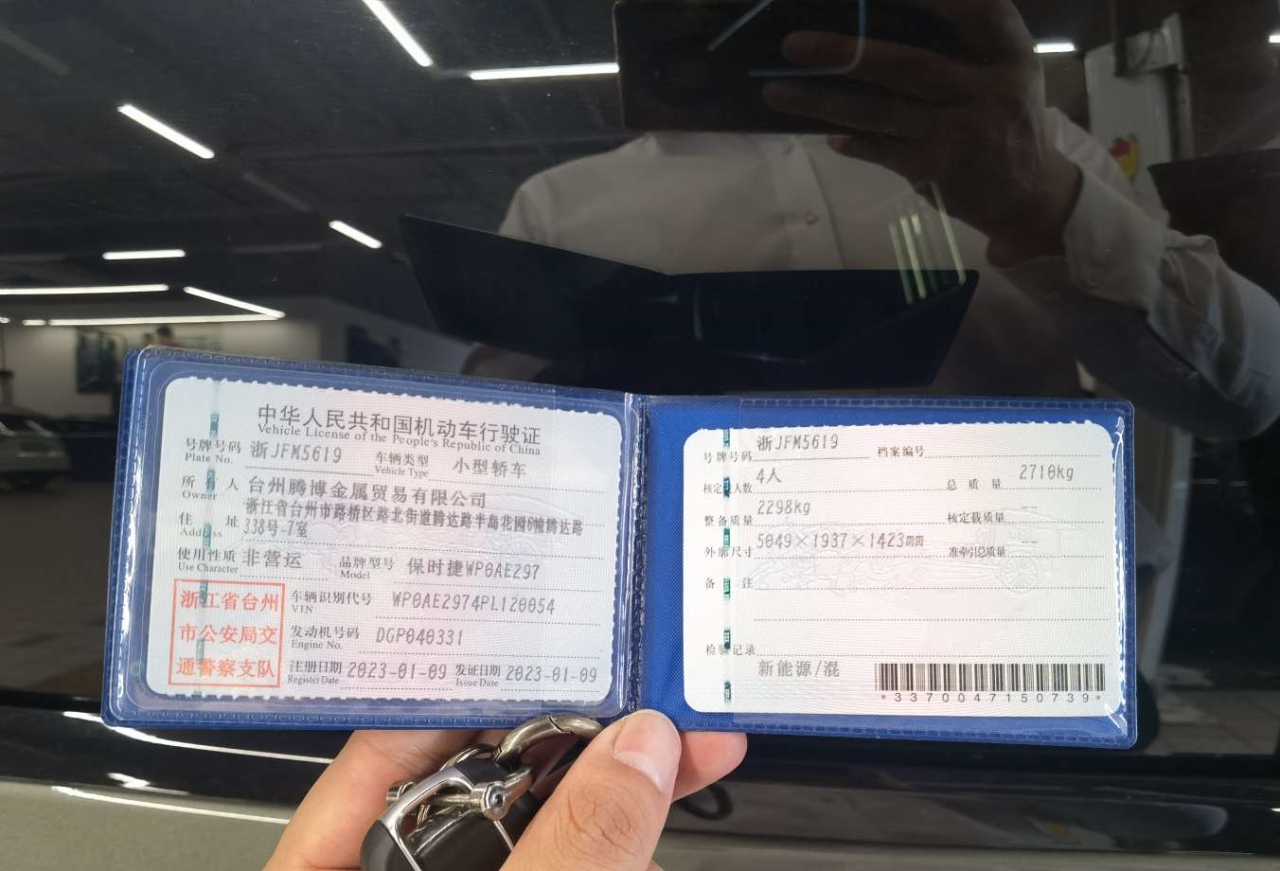 中华人民共和国机动车行驶证
Vehicle License of the People's Republic of China
号牌号码 浙JFM5619 车辆类型 小型轿车
Plate No. Vehicle Type
所有人 台州腾博金属贸易有限公司
Owner
住址 浙江省台州市路桥区路北街道腾达路半岛花园6幢腾达路
Address 338号-7室
使用性质 非营运 品牌型号 保时捷WP0AE297
Use Character Model
浙江省台州
市公安局交
通警察支队
车辆识别代号 WP0AE2974PL120054
VIN
发动机号码 DGP040331
Engine No.
注册日期 2023-01-09 发证日期 2023-01-09
Register Date Issue Date
号牌号码 浙JFM5619 档案编号
核定载人数 4人 总质量 2710kg
整备质量 2298kg 核定载质量 --
外廓尺寸 5049×1937×1423mm 准牵引总质量 --
备注
检验记录
新能源/混
*3370047150739*